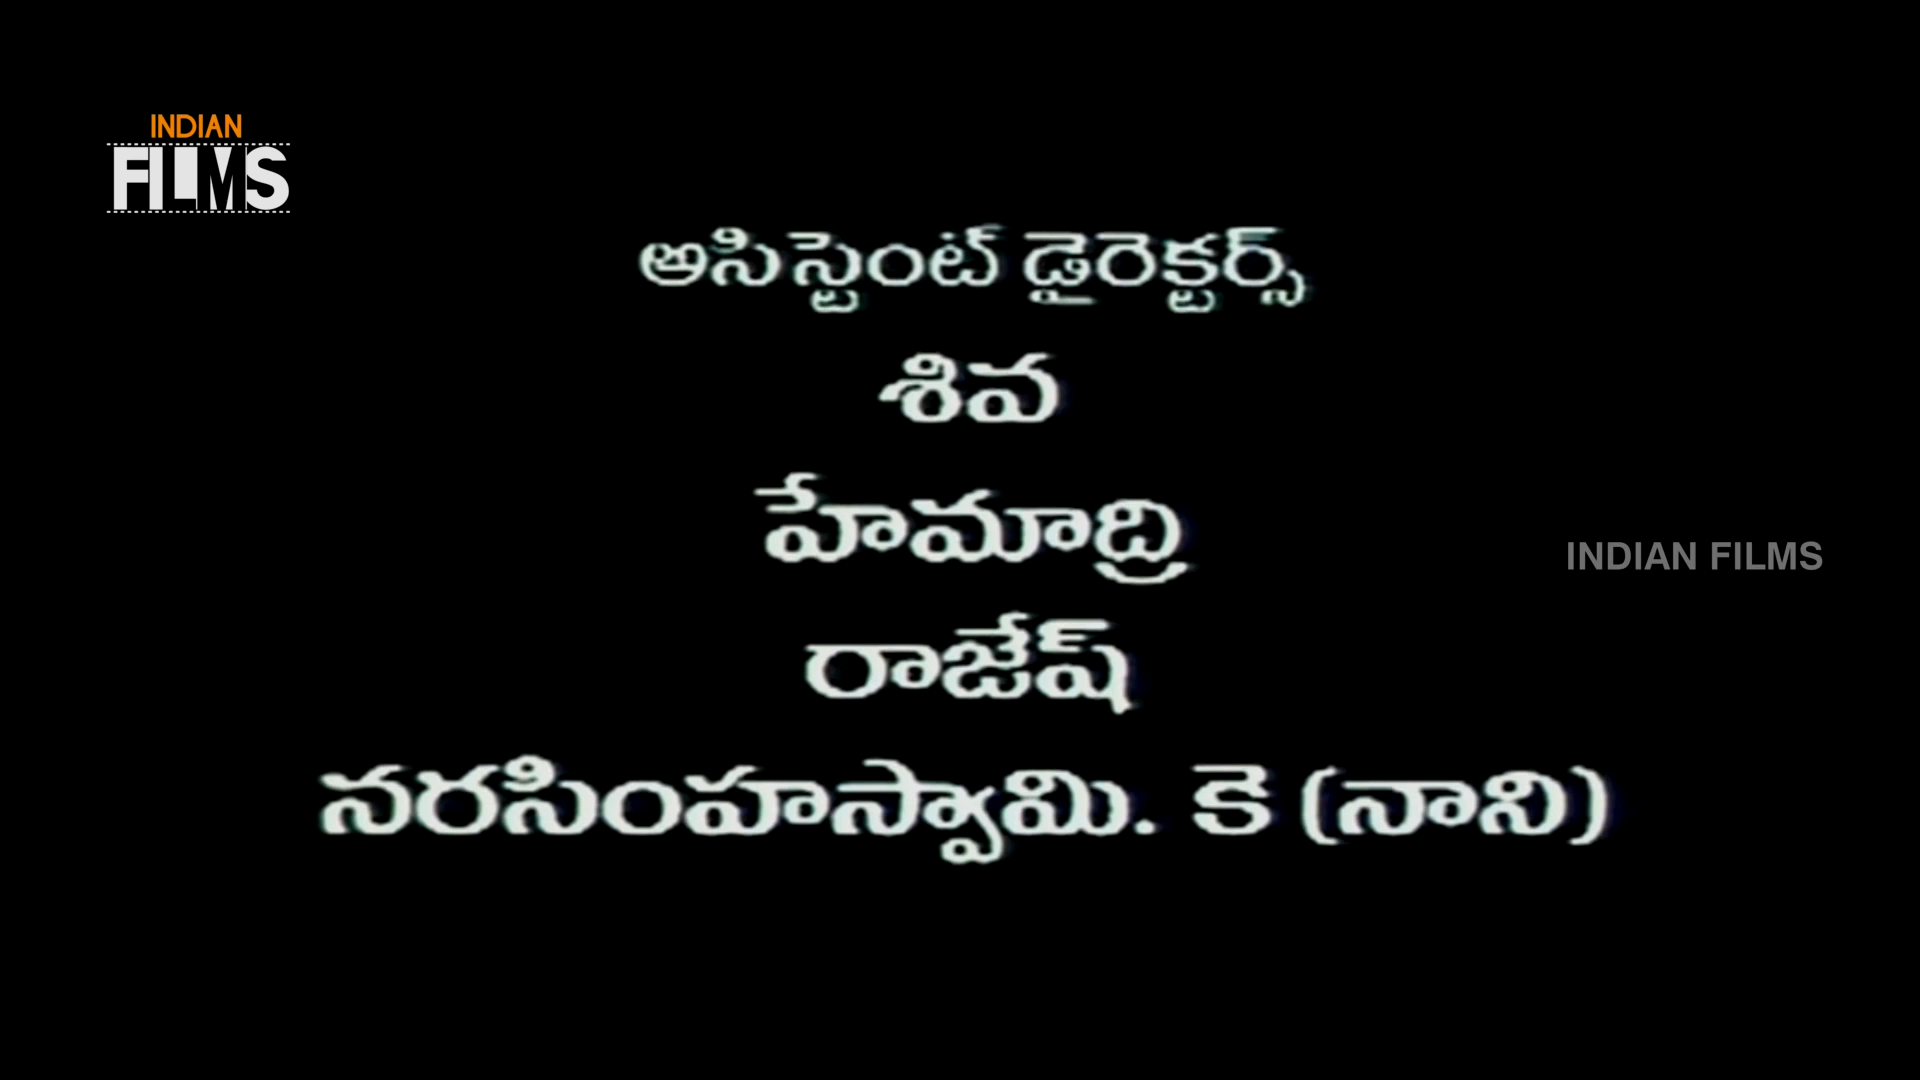 INDIAN
FILMS
అసిస్టెంట్ డైరెక్టర్స్
శివ
హేమాద్రి
INDIAN FILMS
రాజేష్
నరసింహస్వామి. కె (నాని)